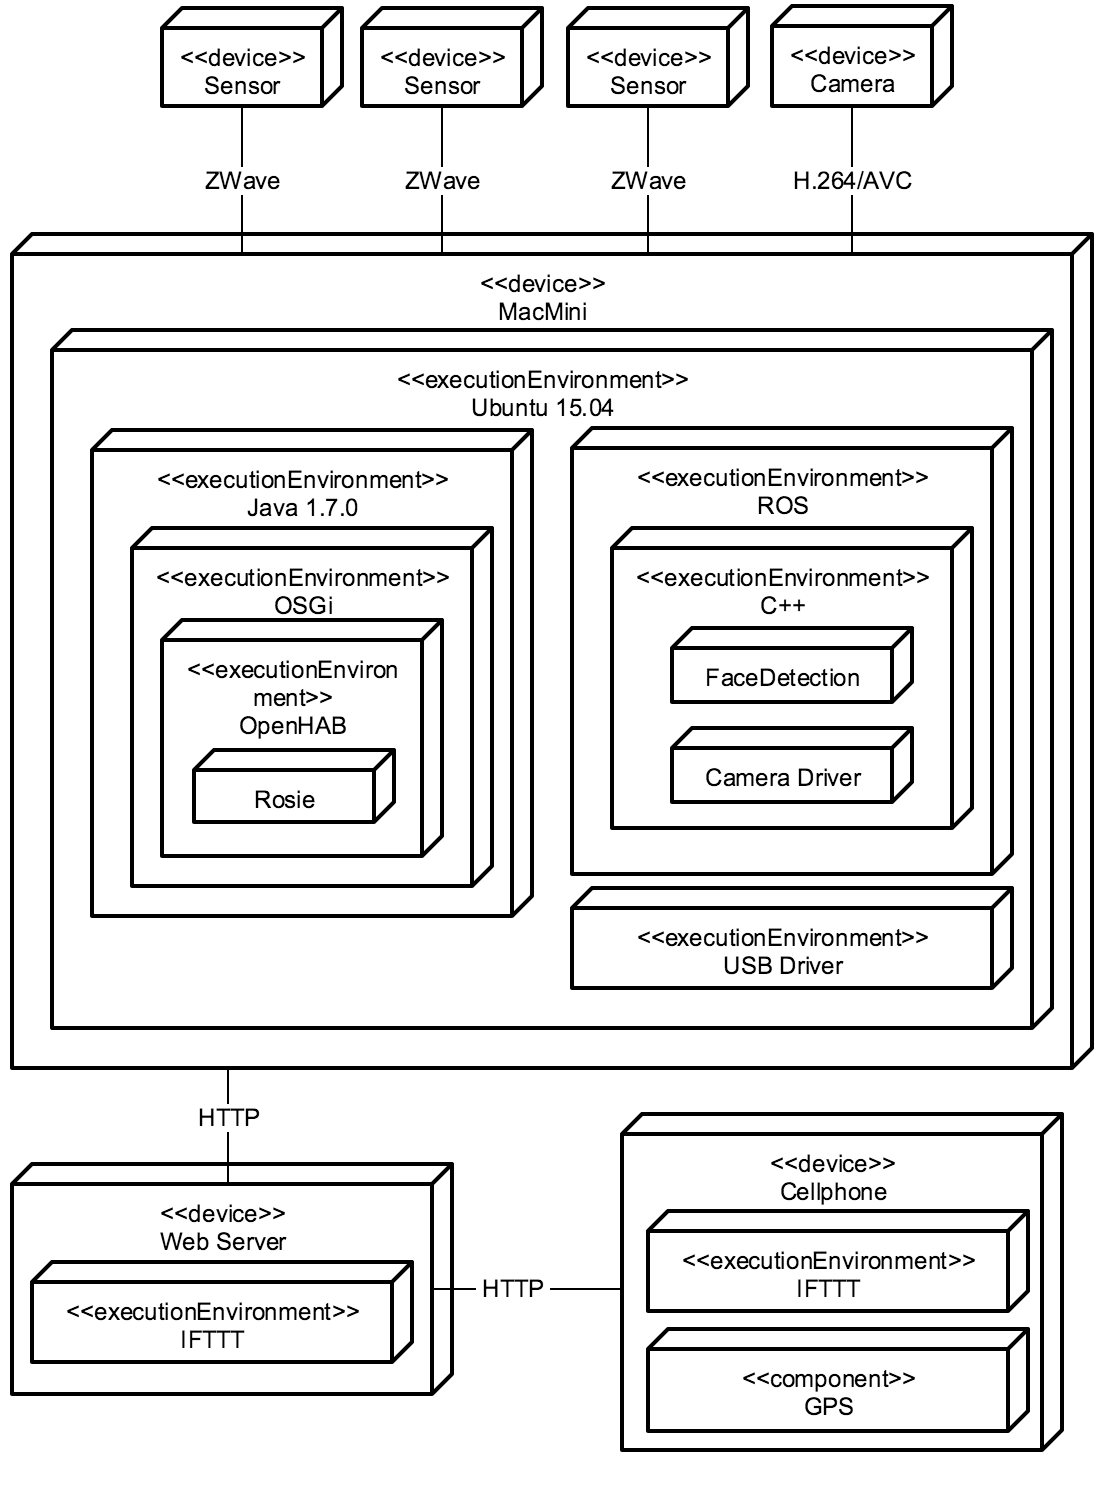 <<device>>
Sensor
<<device>>
Sensor
<<device>>
Sensor
<<device>>
Camera
ZWave
ZWave
ZWave
H.264/AVC
<<device>>
MacMini
<<executionEnvironment>>
Ubuntu 15.04
<<executionEnvironment>>
Java 1.7.0
<<executionEnvironment>>
OSGi
<<executionEnviron
ment>>
OpenHAB
Rosie
<<executionEnvironment>>
ROS
<<executionEnvironment>>
C++
FaceDetection
Camera Driver
<<executionEnvironment>>
USB Driver
HTTP
<<device>>
Web Server
<<executionEnvironment>>
IFTTT
HTTP
<<device>>
Cellphone
<<executionEnvironment>>
IFTTT
<<component>>
GPS